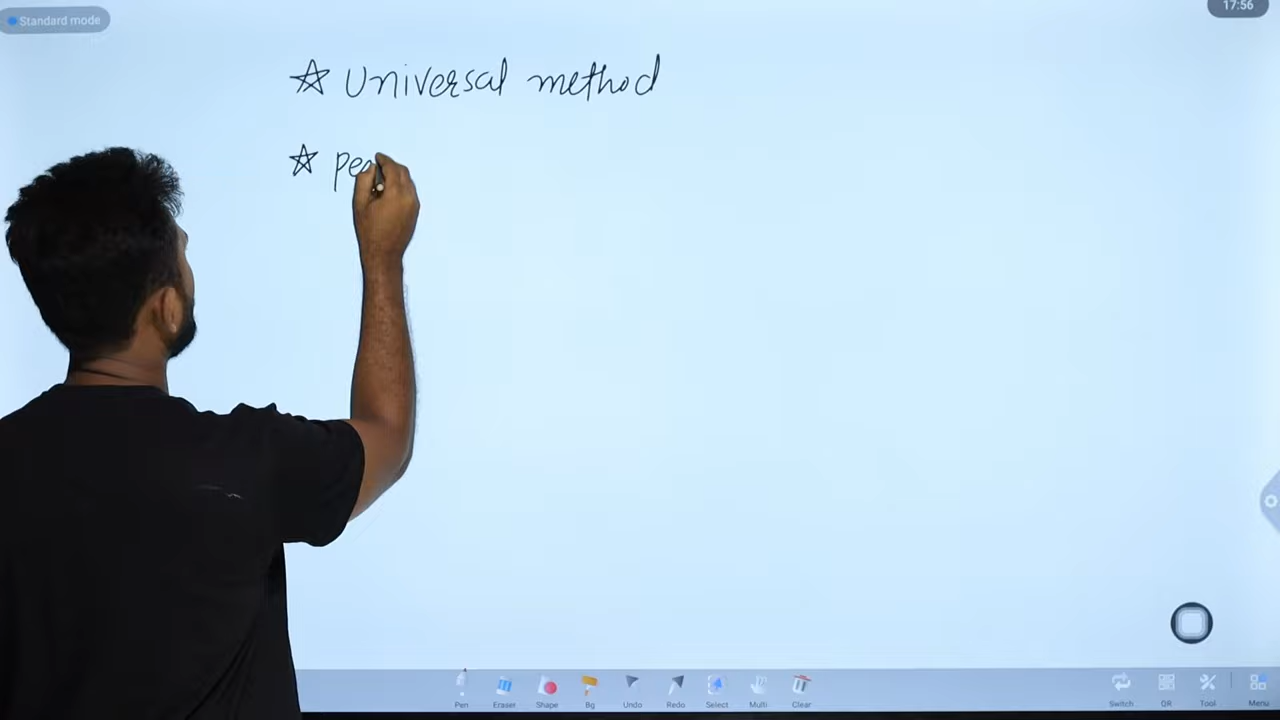 Standard mode
17:56
☆ Universal method
☆ pe
Pen Eraser Shape Bg Undo Redo Select Multi Clear Switch QR Tool Menu